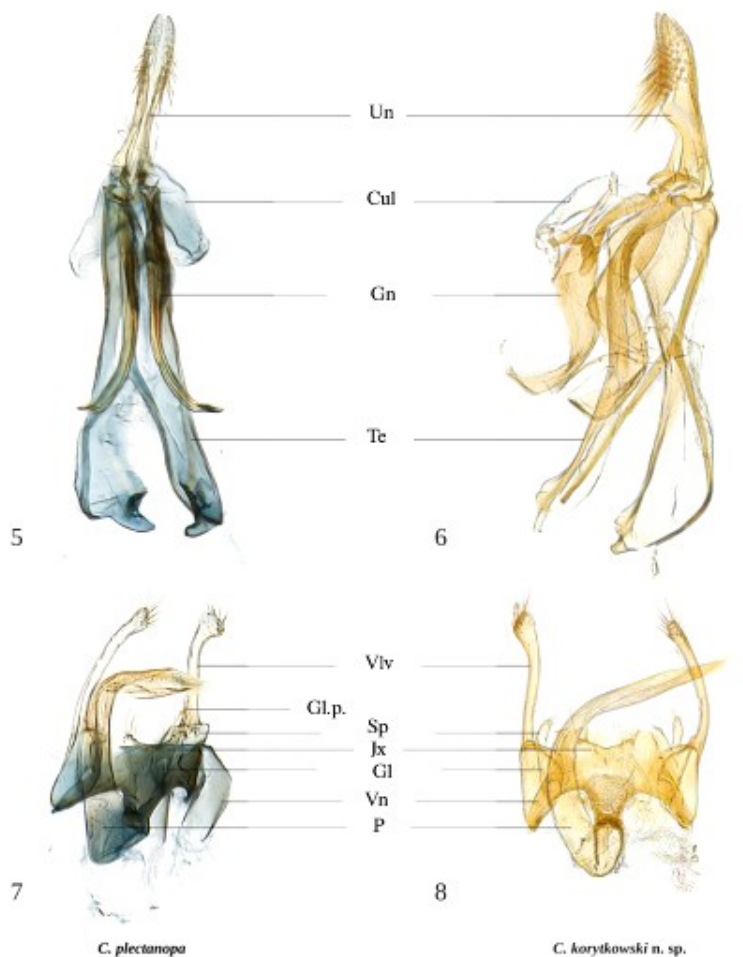 Un
Cul
Gn
Te
5
6
Vlv
Gl.p.
Sp
Jx
Gl
Vn
P
7
8
C. plectanopa
C. korytkowski n. sp.